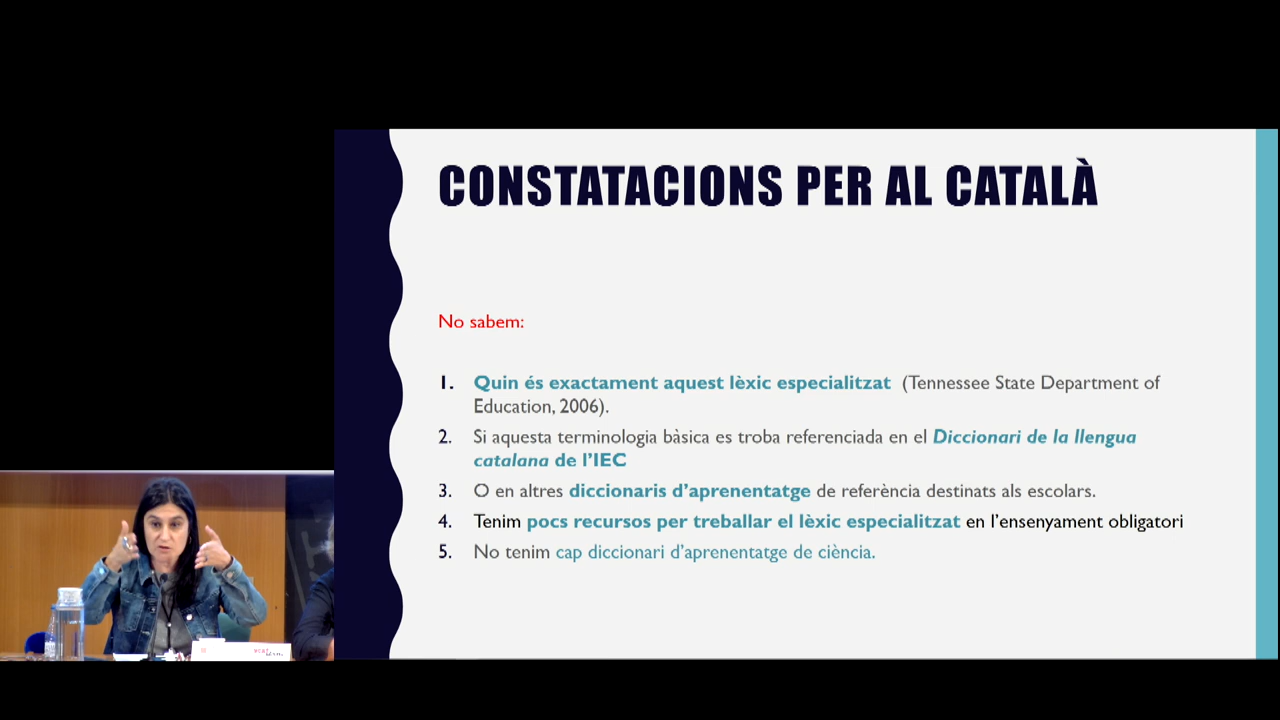 CONSTATACIONS PER AL CATALÀ
No sabem:
1. Quin és exactament aquest lèxic especialitzat (Tennessee State Department of
Education, 2006).
2. Si aquesta terminologia bàsica es troba referenciada en el Diccionari de la llengua
catalana de l'IEC
3. O en altres diccionaris d'aprenentatge de referència destinats als escolars.
4. Tenim pocs recursos per treballar el lèxic especialitzat en l'ensenyament obligatori
5. No tenim cap diccionari d'aprenentatge de ciència.